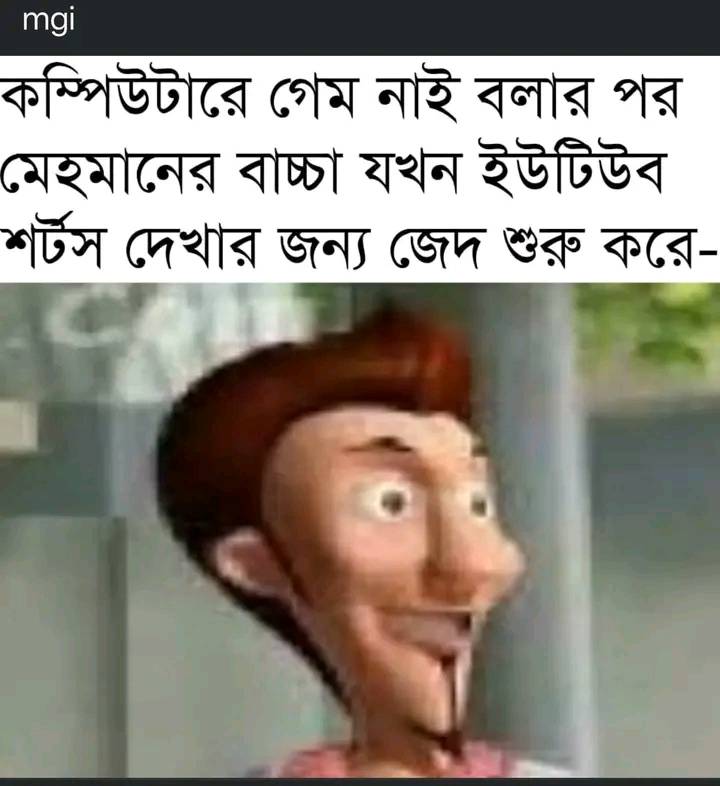 mgi
কম্পিউটারে গেম নাই বলার পর
মেহমানের বাচ্চা যখন ইউটিউব
শর্টস দেখার জন্য জেদ শুরু করে-